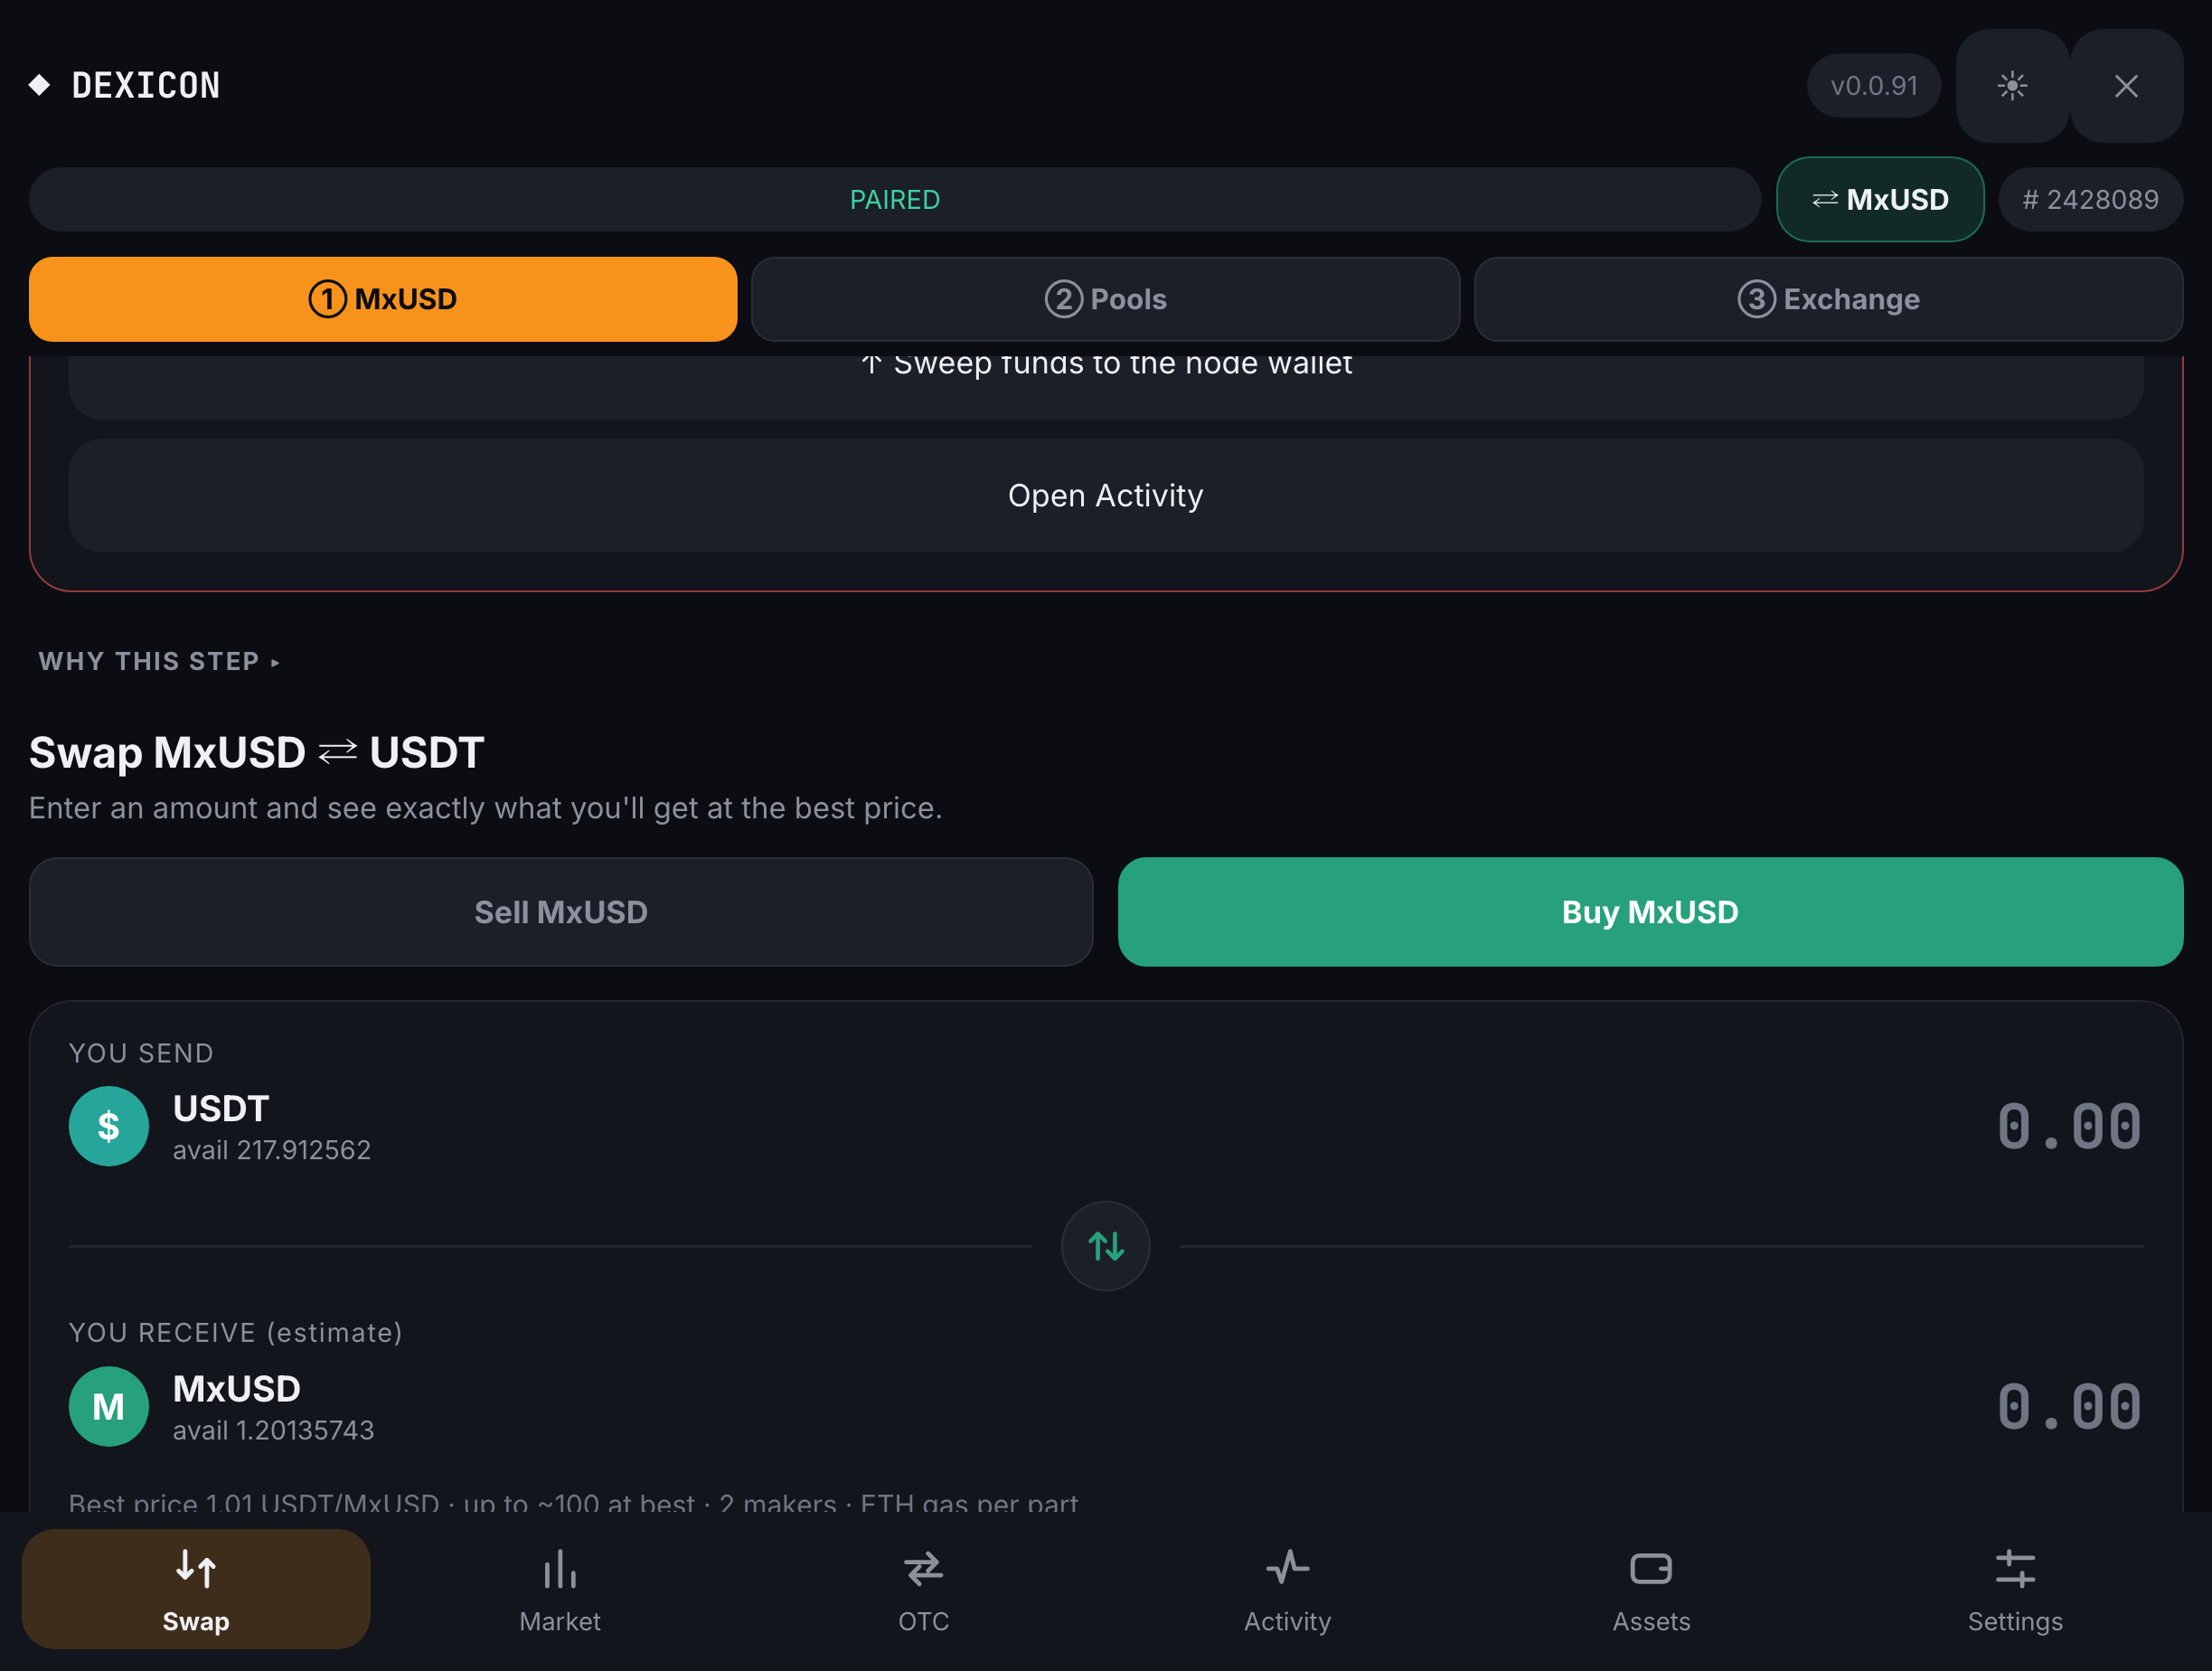 ◆ DEXICON
v0.0.91
PAIRED
⇄ MxUSD
# 2428089
① MxUSD
② Pools
③ Exchange
↑ Sweep funds to the node wallet
Open Activity
WHY THIS STEP ▸
Swap MxUSD ⇄ USDT
Enter an amount and see exactly what you'll get at the best price.
Sell MxUSD
Buy MxUSD
YOU SEND
$
USDT
avail 217.912562
0.00
YOU RECEIVE (estimate)
M
MxUSD
avail 1.20135743
0.00
Best price 1.01 USDT/MxUSD · up to ~100 at best · 2 makers · ETH gas per part
Swap
Market
OTC
Activity
Assets
Settings